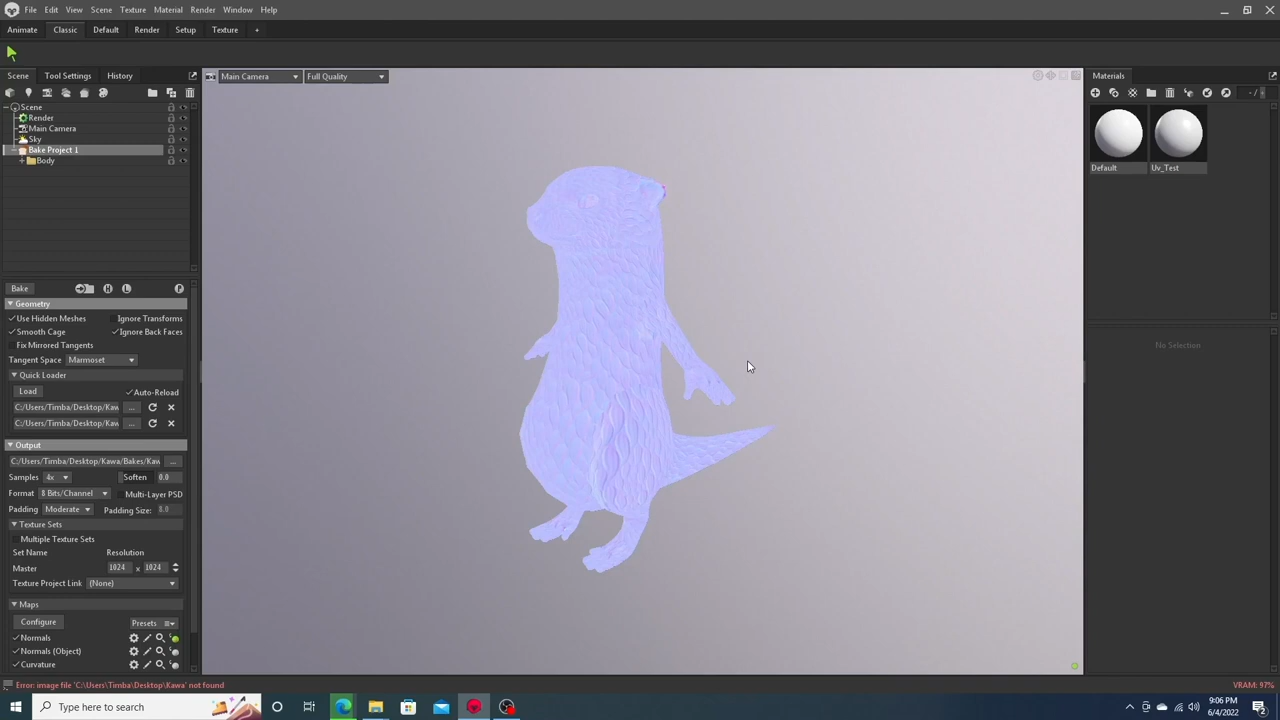 File Edit View Scene Texture Material Render Window Help
Animate Classic Default Render Setup Texture +
Scene Tool Settings History
Main Camera Full Quality
Materials
Scene
Render
Main Camera
Sky
Bake Project 1
Body
Default Uv_Test
No Selection
Bake H L P
Geometry
Use Hidden Meshes Ignore Transforms
Smooth Cage Ignore Back Faces
Fix Mirrored Tangents
Tangent Space Marmoset
Quick Loader
Load Auto-Reload
C:/Users/Timba/Desktop/Kaw ...
C:/Users/Timba/Desktop/Kaw ...
Output
C:/Users/Timba/Desktop/Kawa/Bakes/Kaw ...
Samples 4x Soften 0.0
Format 8 Bits/Channel Multi-Layer PSD
Padding Moderate Padding Size: 8.0
Texture Sets
Multiple Texture Sets
Set Name Resolution
Master 1024 x 1024
Texture Project Link (None)
Maps
Configure Presets
Normals
Normals (Object)
Curvature
Error: image file 'C:\Users\Timba\Desktop\Kawa' not found VRAM: 97%
Type here to search
9:06 PM
6/4/2022